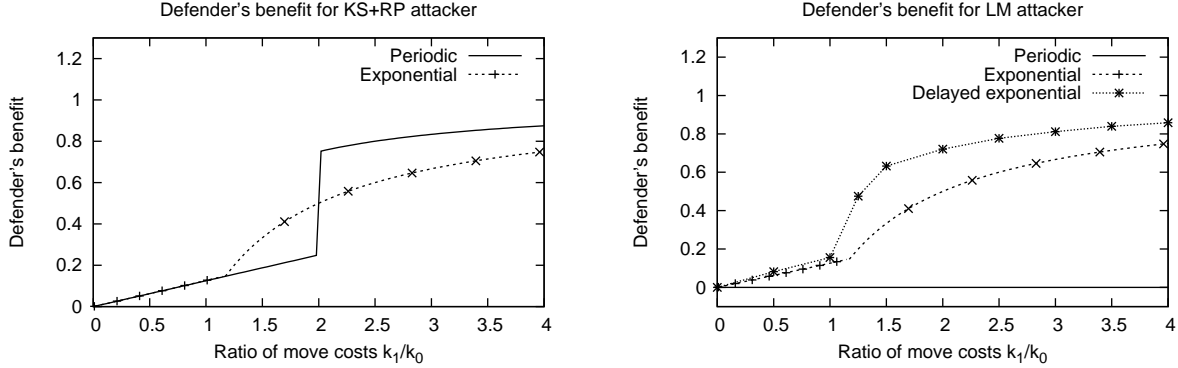 Defender's benefit for KS+RP attacker
1.2
1
0.8
0.6
0.4
0.2
0
Defender's benefit
Periodic
Exponential
0 0.5 1 1.5 2 2.5 3 3.5 4
Ratio of move costs k1/k0
Defender's benefit for LM attacker
1.2
1
0.8
0.6
0.4
0.2
0
Defender's benefit
Periodic
Exponential
Delayed exponential
0 0.5 1 1.5 2 2.5 3 3.5 4
Ratio of move costs k1/k0